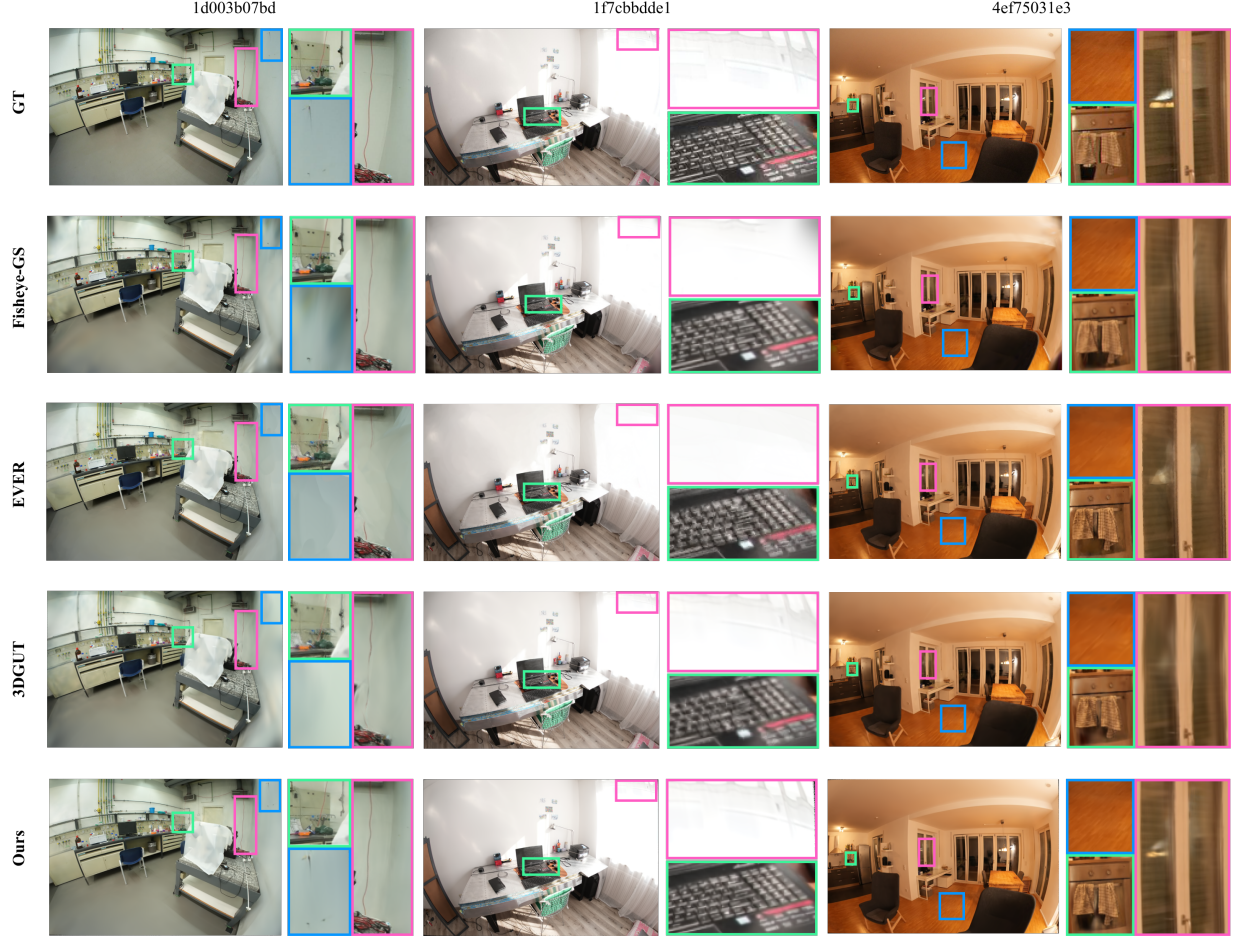 1d003b07bd
1f7cbbdde1
4ef75031e3
GT
Fisheye-GS
EVER
3DGUT
Ours